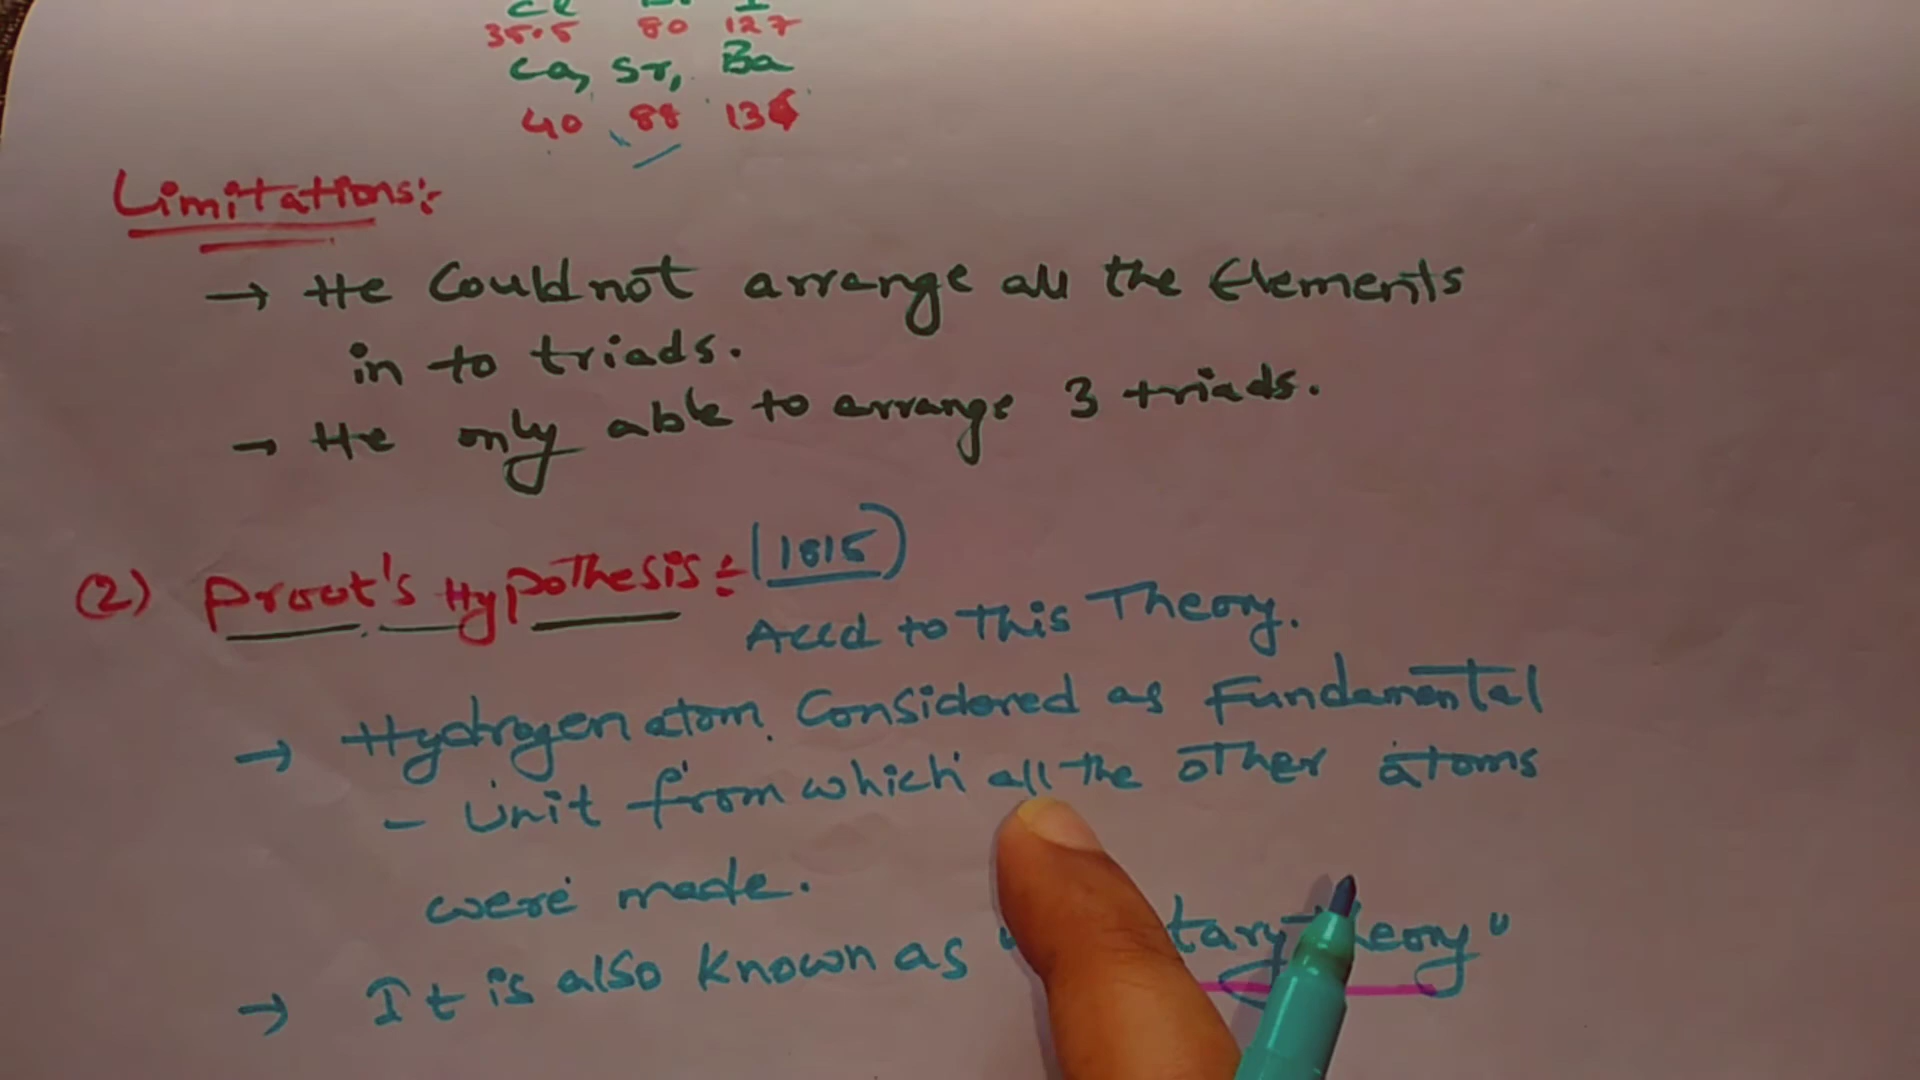 35.5 80 127
Ca, Sr, Ba
40 88 136
Limitations:-
→ He Could not arrange all the Elements
in to triads.
→ He only able to arrange 3 triads.
(2) Prout's Hypothesis:- (1815)
Accd to This Theory.
→ Hydrogen atom Considered as Fundamental
- Unit from which all the other atoms
were made.
→ It is also known as " tary Theory"